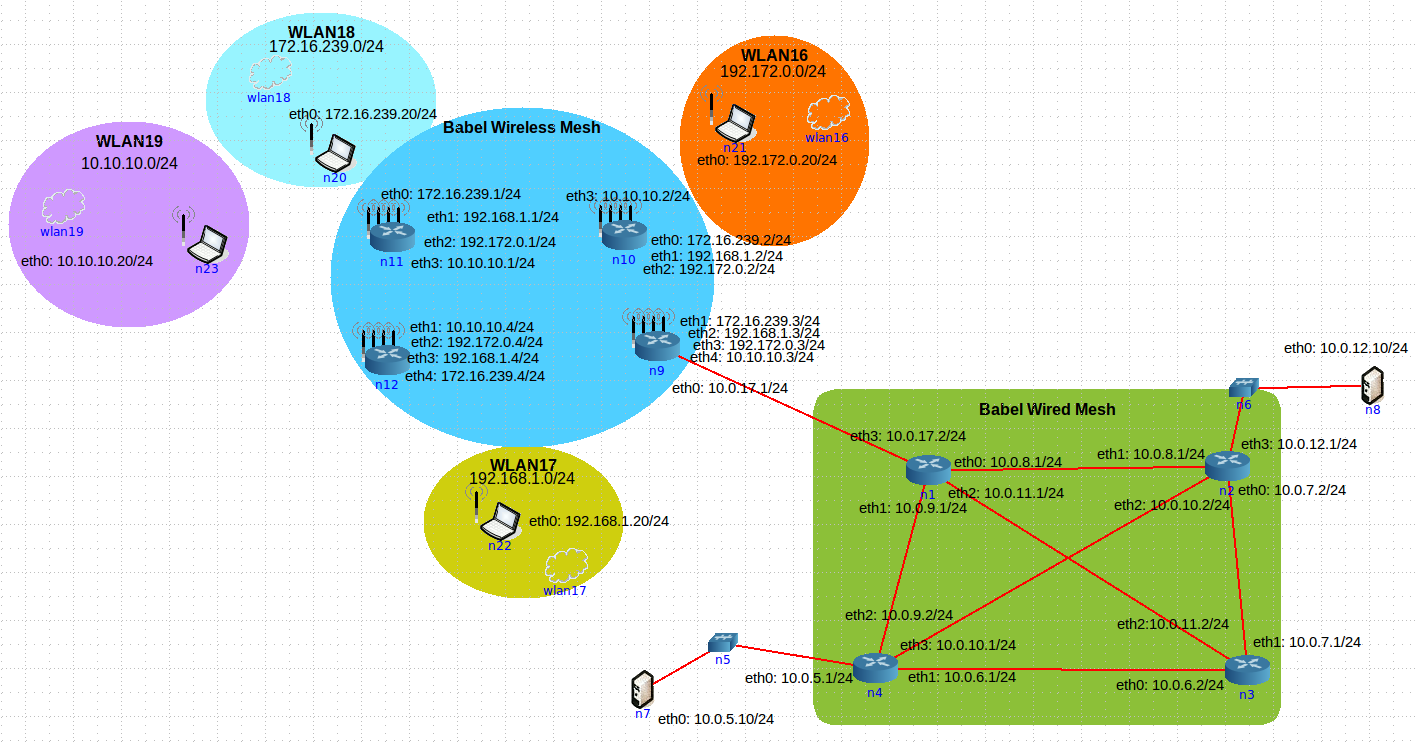 WLAN18
172.16.239.0/24
wlan18
eth0: 172.16.239.20/24
n20
WLAN16
192.172.0.0/24
wlan16
n21
eth0: 192.172.0.20/24
WLAN19
10.10.10.0/24
wlan19
eth0: 10.10.10.20/24
n23
Babel Wireless Mesh
eth0: 172.16.239.1/24
eth1: 192.168.1.1/24
eth2: 192.172.0.1/24
eth3: 10.10.10.1/24
n11
eth3: 10.10.10.2/24
eth0: 172.16.239.2/24
eth1: 192.168.1.2/24
eth2: 192.172.0.2/24
n10
eth1: 10.10.10.4/24
eth2: 192.172.0.4/24
eth3: 192.168.1.4/24
eth4: 172.16.239.4/24
n12
eth1: 172.16.239.3/24
eth2: 192.168.1.3/24
eth3: 192.172.0.3/24
eth4: 10.10.10.3/24
n9
eth0: 10.0.17.1/24
WLAN17
192.168.1.0/24
eth0: 192.168.1.20/24
n22
wlan17
eth0: 10.0.12.10/24
n6
n8
Babel Wired Mesh
eth3: 10.0.17.2/24
eth0: 10.0.8.1/24
n1
eth2: 10.0.11.1/24
eth1: 10.0.9.1/24
eth3: 10.0.12.1/24
eth1: 10.0.8.1/24
n2
eth0: 10.0.7.2/24
eth2: 10.0.10.2/24
eth2: 10.0.9.2/24
eth3: 10.0.10.1/24
eth0: 10.0.5.1/24
n4
eth1: 10.0.6.1/24
eth2:10.0.11.2/24
eth1: 10.0.7.1/24
eth0: 10.0.6.2/24
n3
n5
n7
eth0: 10.0.5.10/24